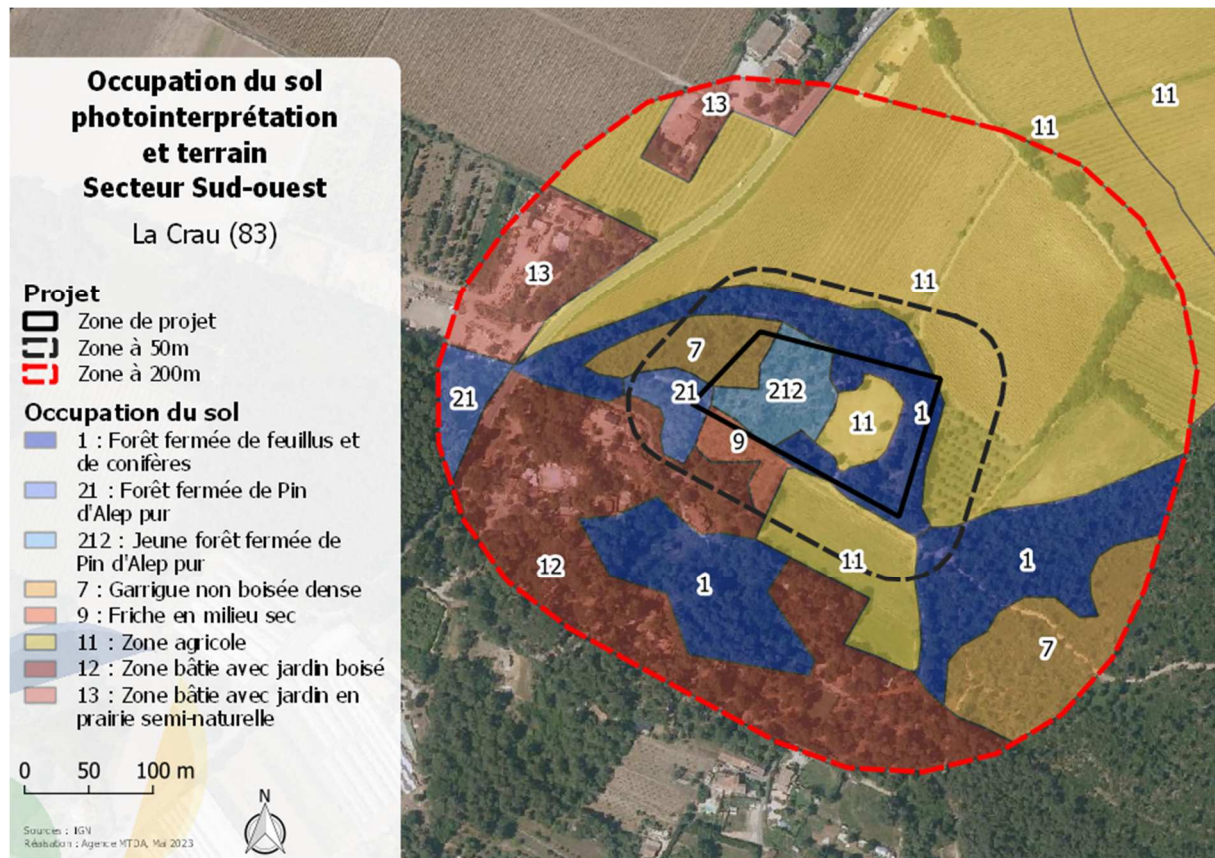 Occupation du sol
photointerprétation
et terrain
Secteur Sud-ouest
La Crau (83)
Projet
Zone de projet
Zone à 50m
Zone à 200m
Occupation du sol
1 : Forêt fermée de feuillus et
de conifères
21 : Forêt fermée de Pin
d'Alep pur
212 : Jeune forêt fermée de
Pin d'Alep pur
7 : Garrigue non boisée dense
9 : Friche en milieu sec
11 : Zone agricole
12 : Zone bâtie avec jardin boisé
13 : Zone bâtie avec jardin en
prairie semi-naturelle
0 50 100 m
N
Sources : IGN
Réalisation : Agence MTDA, Mai 2023
13
11
11
13
11
7
21
21
212
11
1
9
12
1
11
1
7